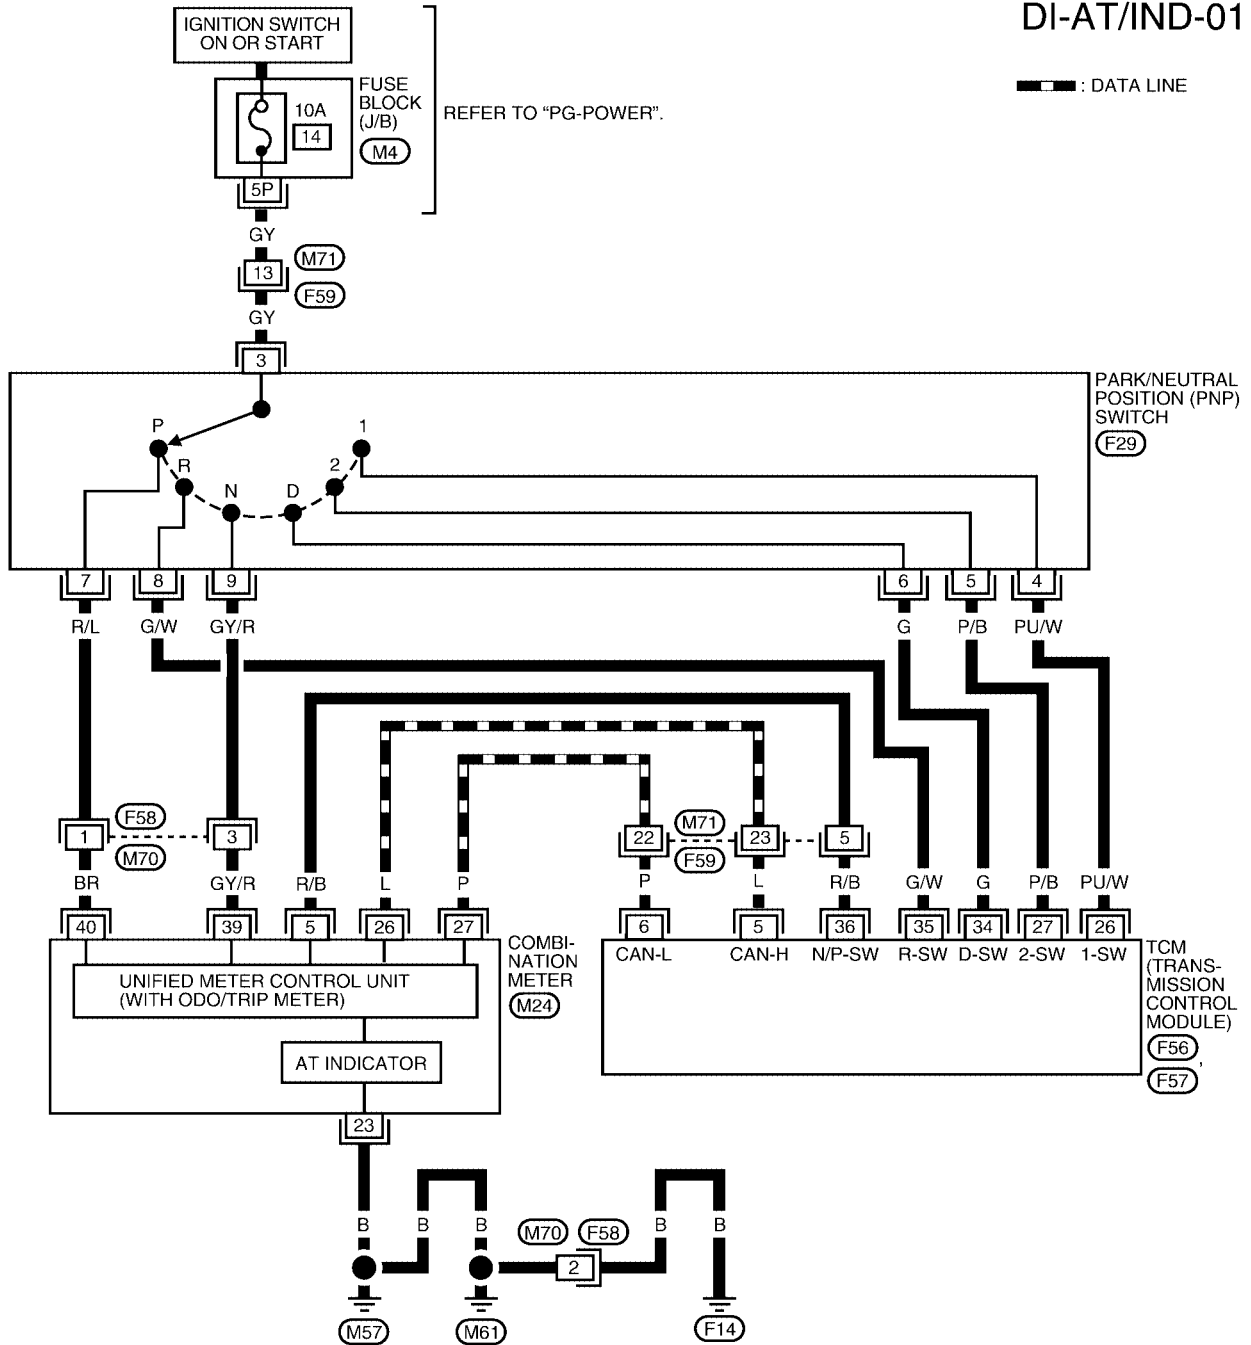 DI-AT/IND-01
IGNITION SWITCH
ON OR START
FUSE
BLOCK
(J/B)
M4
10A
14
REFER TO "PG-POWER".
: DATA LINE
5P
GY
13
M71
F59
GY
3
PARK/NEUTRAL
POSITION (PNP)
SWITCH
F29
P
R
N
D
2
1
7
8
9
6
5
4
R/L
G/W
GY/R
G
P/B
PU/W
1
F58
M70
3
22
M71
F59
23
5
BR
GY/R
R/B
L
P
P
L
R/B
G/W
G
P/B
PU/W
40
39
5
26
27
6
5
36
35
34
27
26
COMBI-
NATION
METER
M24
UNIFIED METER CONTROL UNIT
(WITH ODO/TRIP METER)
AT INDICATOR
CAN-L
CAN-H
N/P-SW
R-SW
D-SW
2-SW
1-SW
TCM
(TRANS-
MISSION
CONTROL
MODULE)
F56
,
F57
23
B
B
B
M70
F58
2
B
B
M57
M61
F14